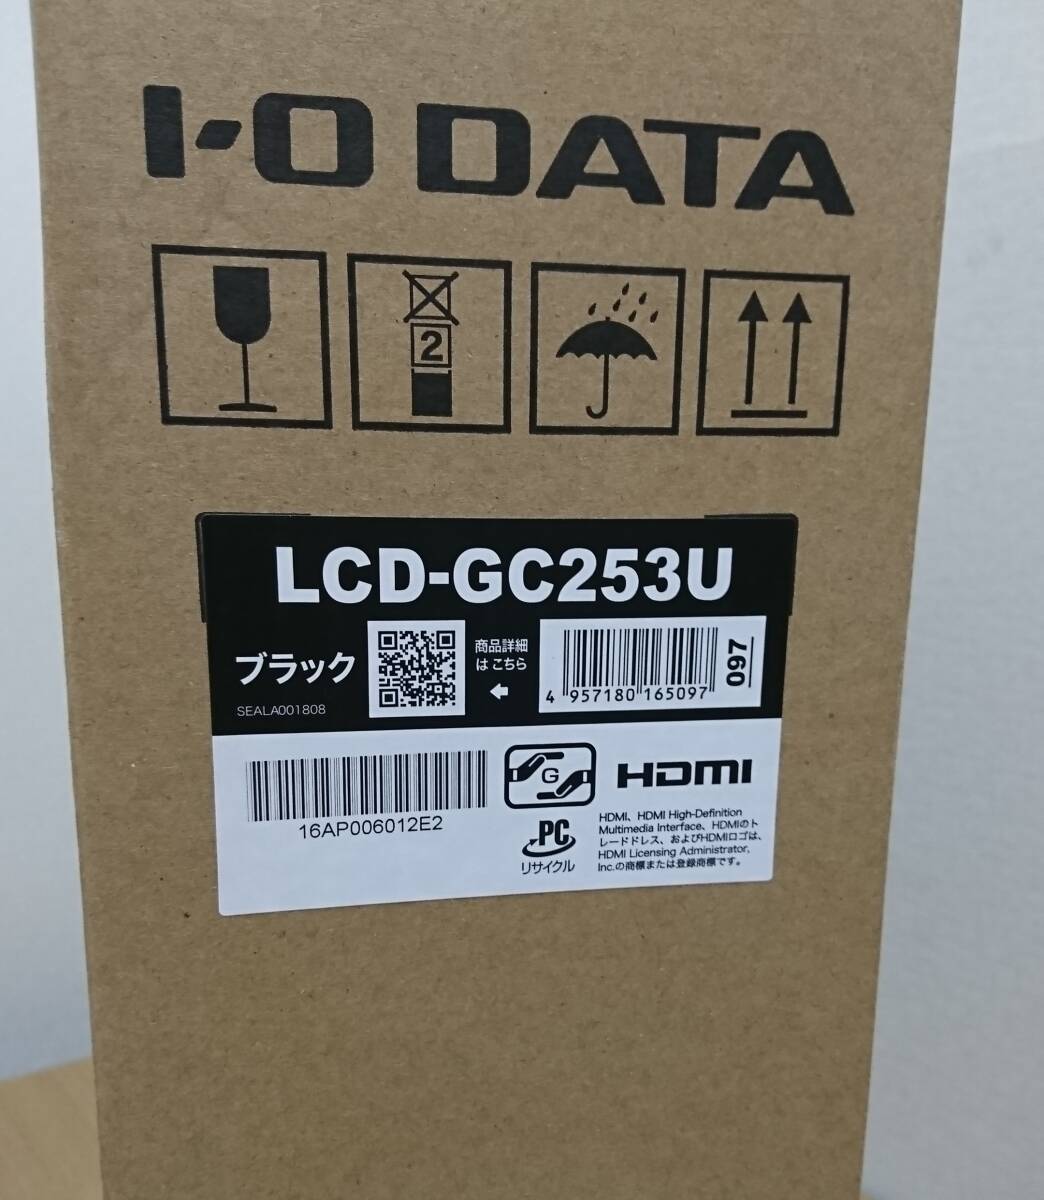 I-O DATA
2
LCD-GC253U
ブラック
商品詳細
は こちら
SEALA001808
4 957180 165097
097
16AP006012E2
G
HDMI
PC
リサイクル
HDMI、HDMI High-Definition
Multimedia Interface、HDMIのト
レードドレス、およびHDMIロゴは、
HDMI Licensing Administrator,
Inc.の商標または登録商標です。